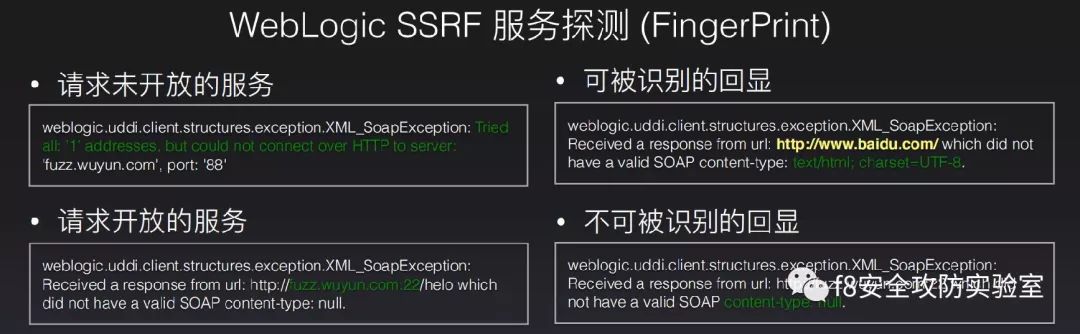 WebLogic SSRF 服务探测 (FingerPrint)
• 请求未开放的服务
weblogic.uddi.client.structures.exception.XML_SoapException: Tried
all: '1' addresses, but could not connect over HTTP to server:
'fuzz.wuyun.com', port: '88'
• 请求开放的服务
weblogic.uddi.client.structures.exception.XML_SoapException:
Received a response from url: http://fuzz.wuyun.com:22/helo which
did not have a valid SOAP content-type: null.
• 可被识别的回显
weblogic.uddi.client.structures.exception.XML_SoapException:
Received a response from url: http://www.baidu.com/ which did not
have a valid SOAP content-type: text/html; charset=UTF-8.
• 不可被识别的回显
weblogic.uddi.client.structures.exception.XML_SoapException:
Received a response from url:
not have a valid SOAP content-type: null.
f8安全攻防实验室